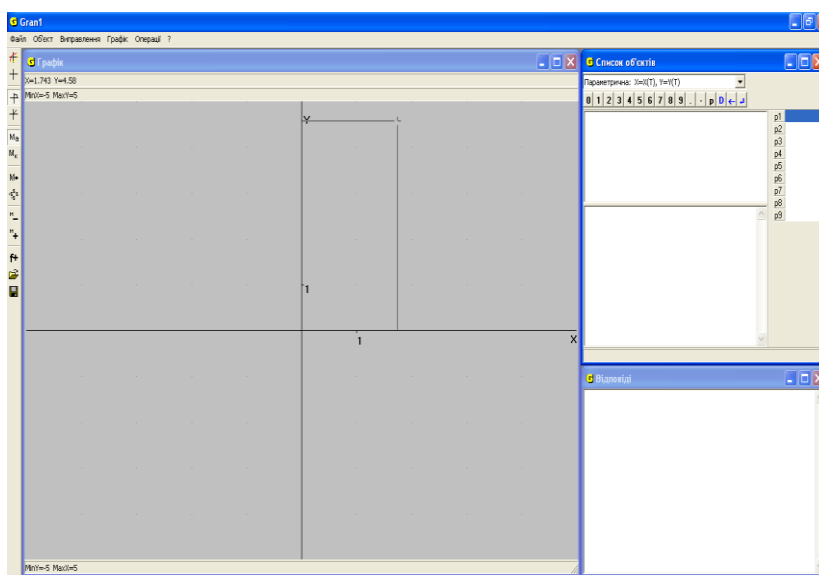 Gran1
Файл Об'єкт Виправлення Графік Операції ?
Графік
X=1.743 Y=4.58
MinX=-5 MaxY=5
Y
1
1
X
MinY=-5 MaxX=5
Список об'єктів
Параметрична: X=X(T), Y=Y(T)
0 1 2 3 4 5 6 7 8 9 . - p D ← ↲
p1
p2
p3
p4
p5
p6
p7
p8
p9
Відповіді